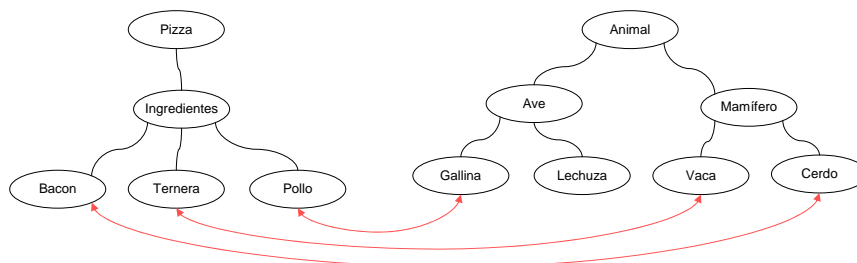 Pizza
Animal
Ingredientes
Ave
Mamífero
Bacon
Ternera
Pollo
Gallina
Lechuza
Vaca
Cerdo